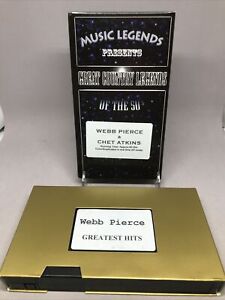 MUSIC LEGENDS
PRESENTS
GREAT COUNTRY LEGENDS
OF THE 50
WEBB PIERCE
&
CHET ATKINS
Webb Pierce
GREATEST HITS